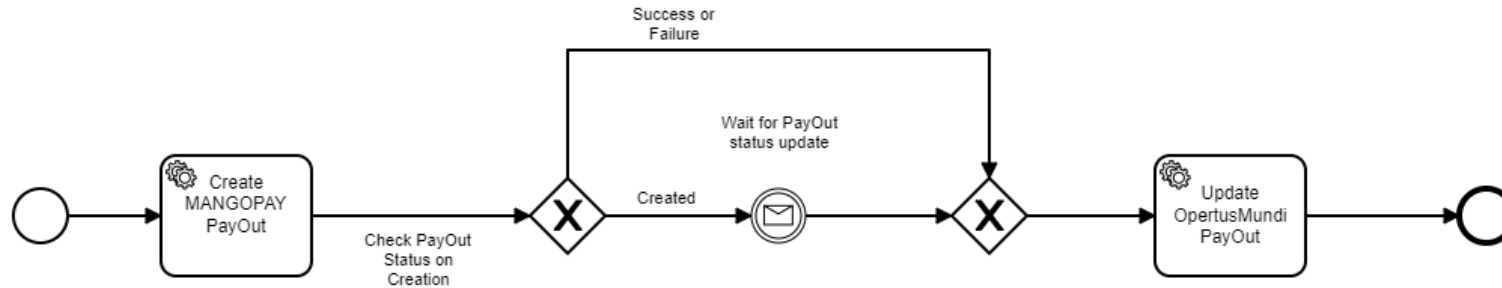 Success or
Failure
Wait for PayOut
status update
Create
MANGOPAY
PayOut
Created
Update
OpertusMundi
PayOut
Check PayOut
Status on
Creation